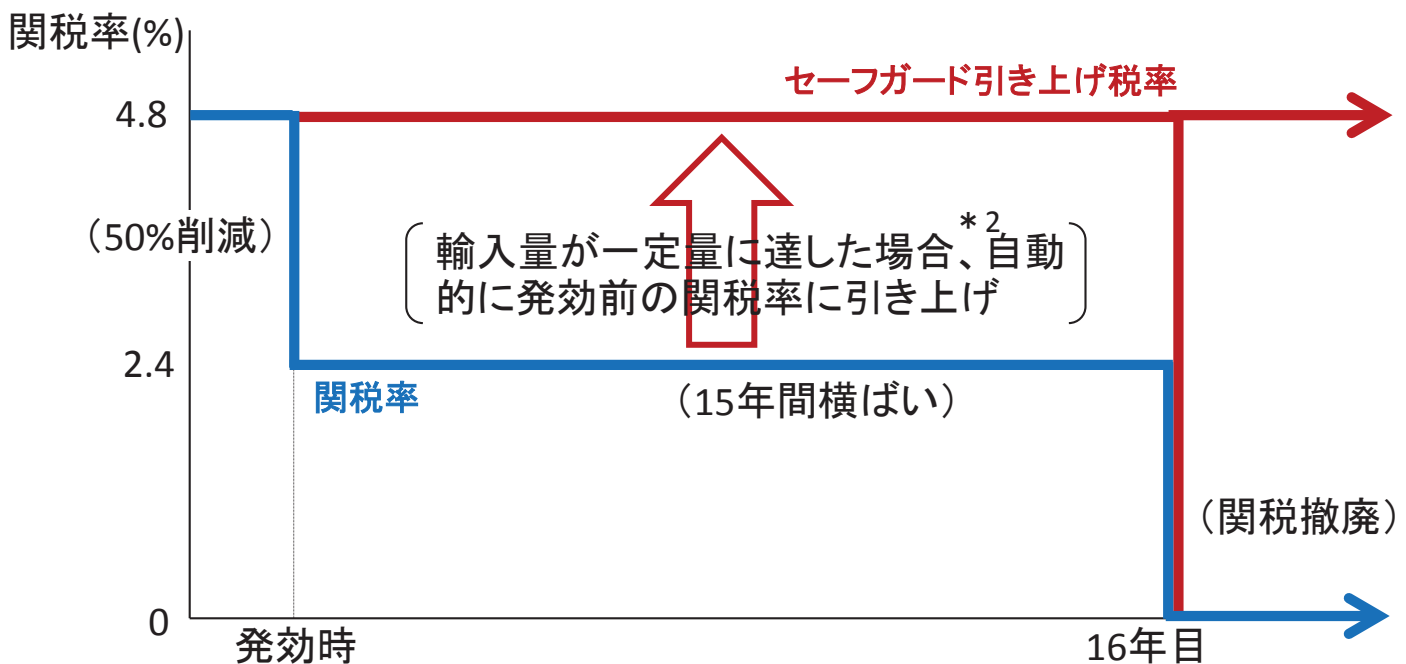 関税率(%)
セーフガード引き上げ税率
4.8
(50%削減)
輸入量が一定量に達した場合*2、自動
的に発効前の関税率に引き上げ
2.4
関税率
(15年間横ばい)
(関税撤廃)
0
発効時
16年目